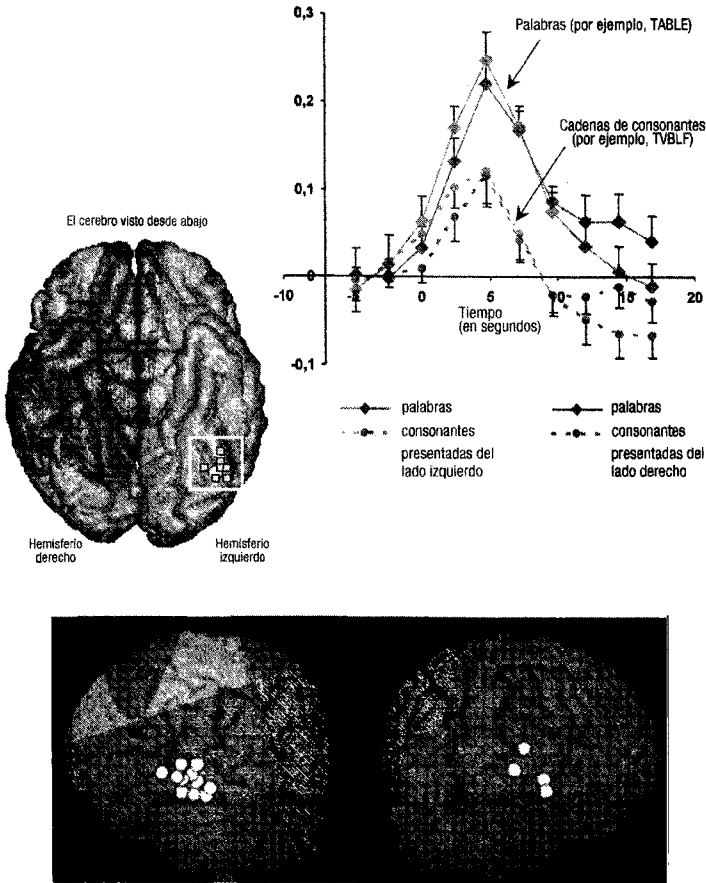 0,3
Palabras (por ejemplo, TABLE)
0,2
Cadenas de consonantes
(por ejemplo, TVBLF)
0,1
El cerebro visto desde abajo
0
-10
-5
0
5
10
15
20
Tiempo
(en segundos)
-0,1
palabras
consonantes
presentadas del
lado izquierdo
palabras
consonantes
presentadas del
lado derecho
Hemisferio
derecho
Hemisferio
izquierdo